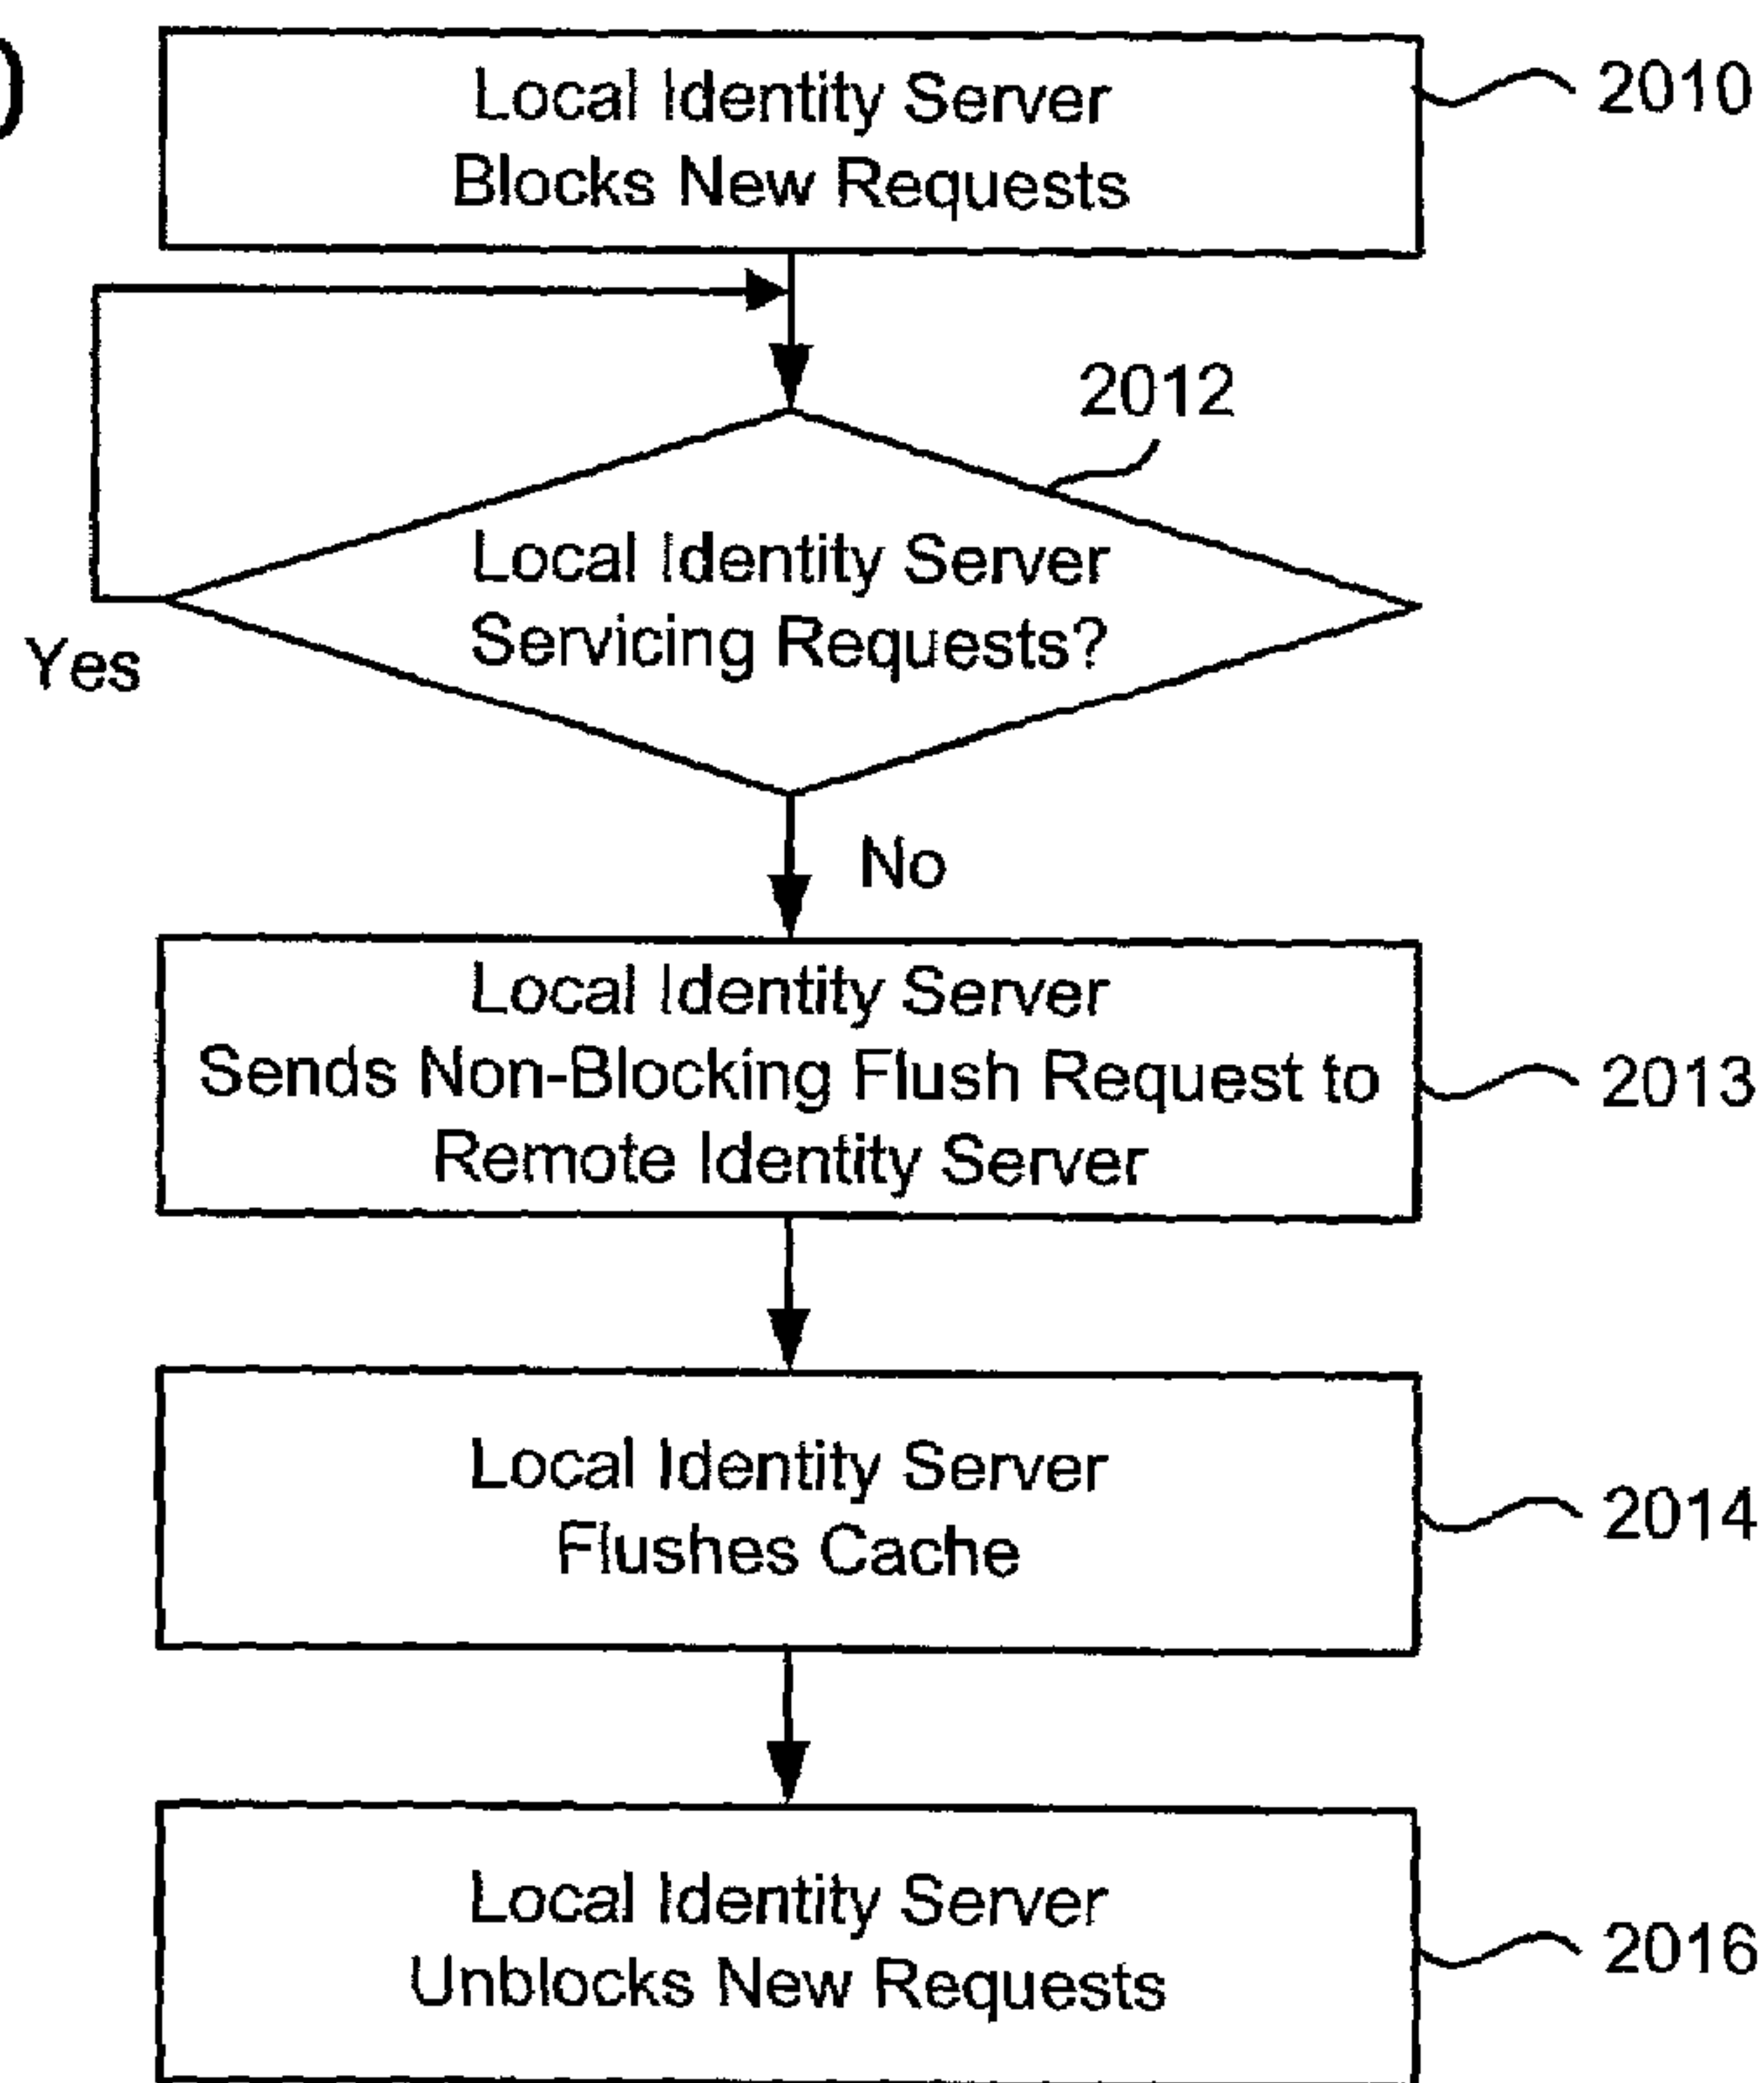 Local Identity Server
Blocks New Requests
2010
2012
Local Identity Server
Servicing Requests?
Yes
No
Local Identity Server
Sends Non-Blocking Flush Request to
Remote Identity Server
2013
Local Identity Server
Flushes Cache
2014
Local Identity Server
Unblocks New Requests
2016